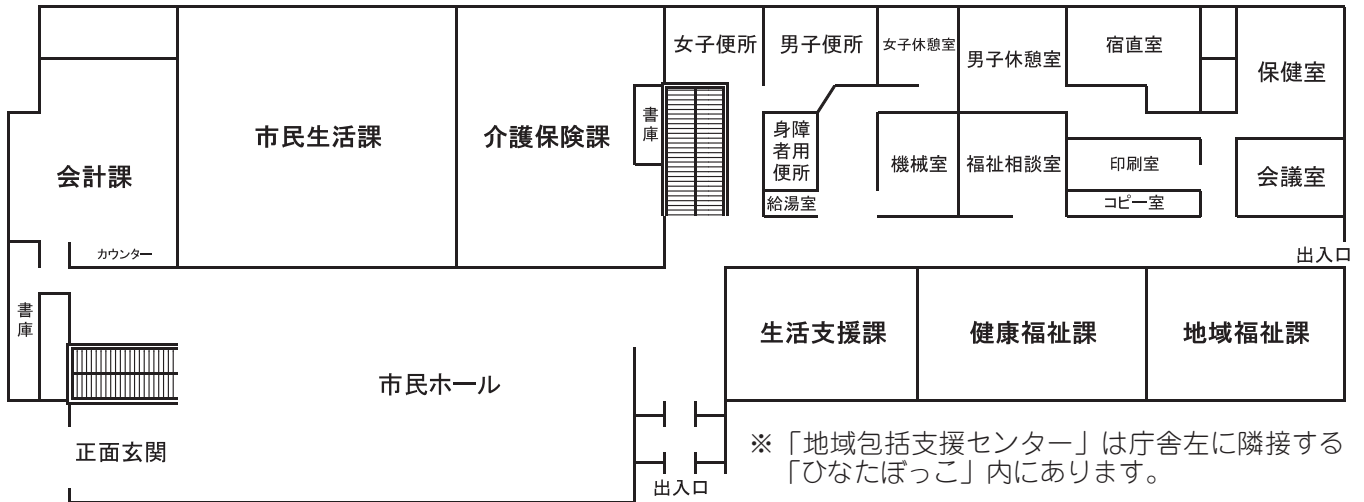 女子便所
男子便所
女子休憩室
男子休憩室
宿直室
保健室
会計課
市民生活課
介護保険課
書庫
身障
者用
便所
給湯室
機械室
福祉相談室
印刷室
コピー室
会議室
カウンター
出入口
書庫
生活支援課
健康福祉課
地域福祉課
市民ホール
正面玄関
出入口
※「地域包括支援センター」は庁舎左に隣接する
「ひなたぼっこ」内にあります。